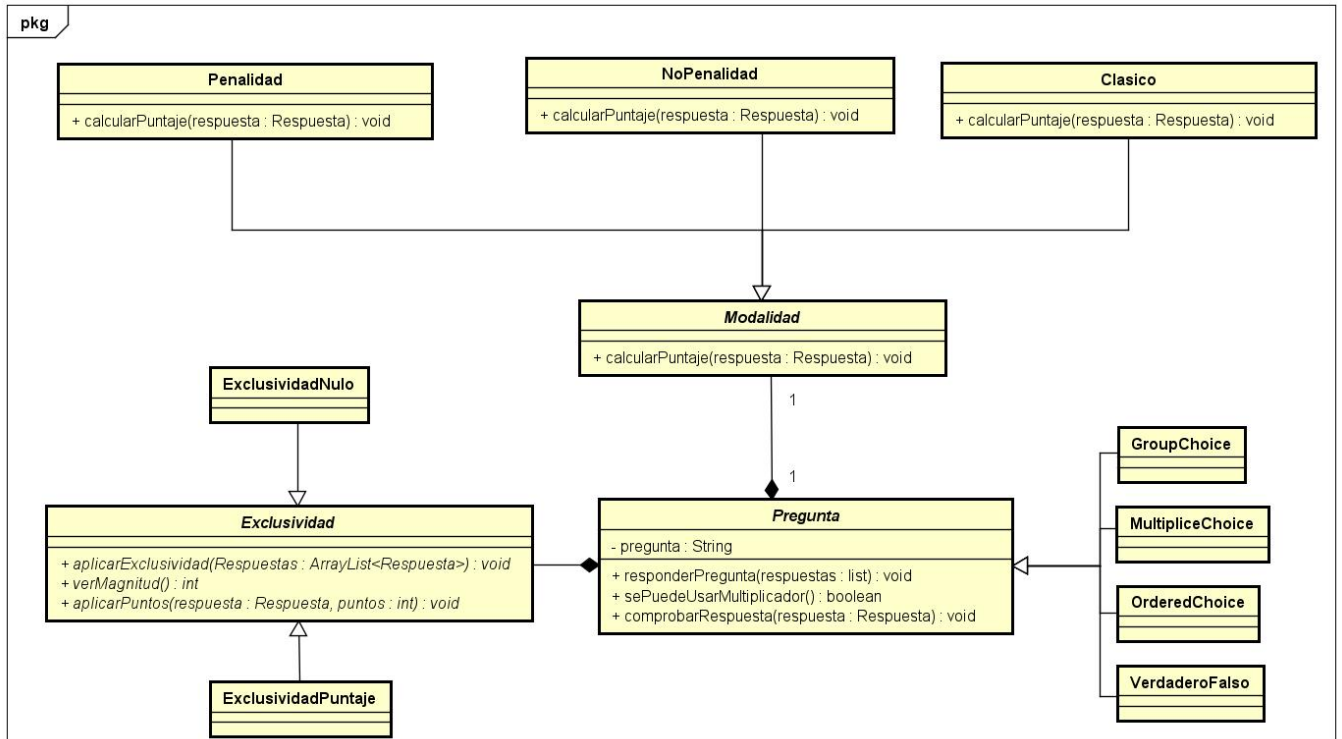 pkg
Penalidad
+ calcularPuntaje(respuesta : Respuesta) : void
NoPenalidad
+ calcularPuntaje(respuesta : Respuesta) : void
Clasico
+ calcularPuntaje(respuesta : Respuesta) : void
Modalidad
+ calcularPuntaje(respuesta : Respuesta) : void
1
1
ExclusividadNulo
Exclusividad
+ aplicarExclusividad(Respuestas : ArrayList<Respuesta>) : void
+ verMagnitud() : int
+ aplicarPuntos(respuesta : Respuesta, puntos : int) : void
ExclusividadPuntaje
Pregunta
- pregunta : String
+ responderPregunta(respuestas : list) : void
+ sePuedeUsarMultiplicador() : boolean
+ comprobarRespuesta(respuesta : Respuesta) : void
GroupChoice
MultipliceChoice
OrderedChoice
VerdaderoFalso